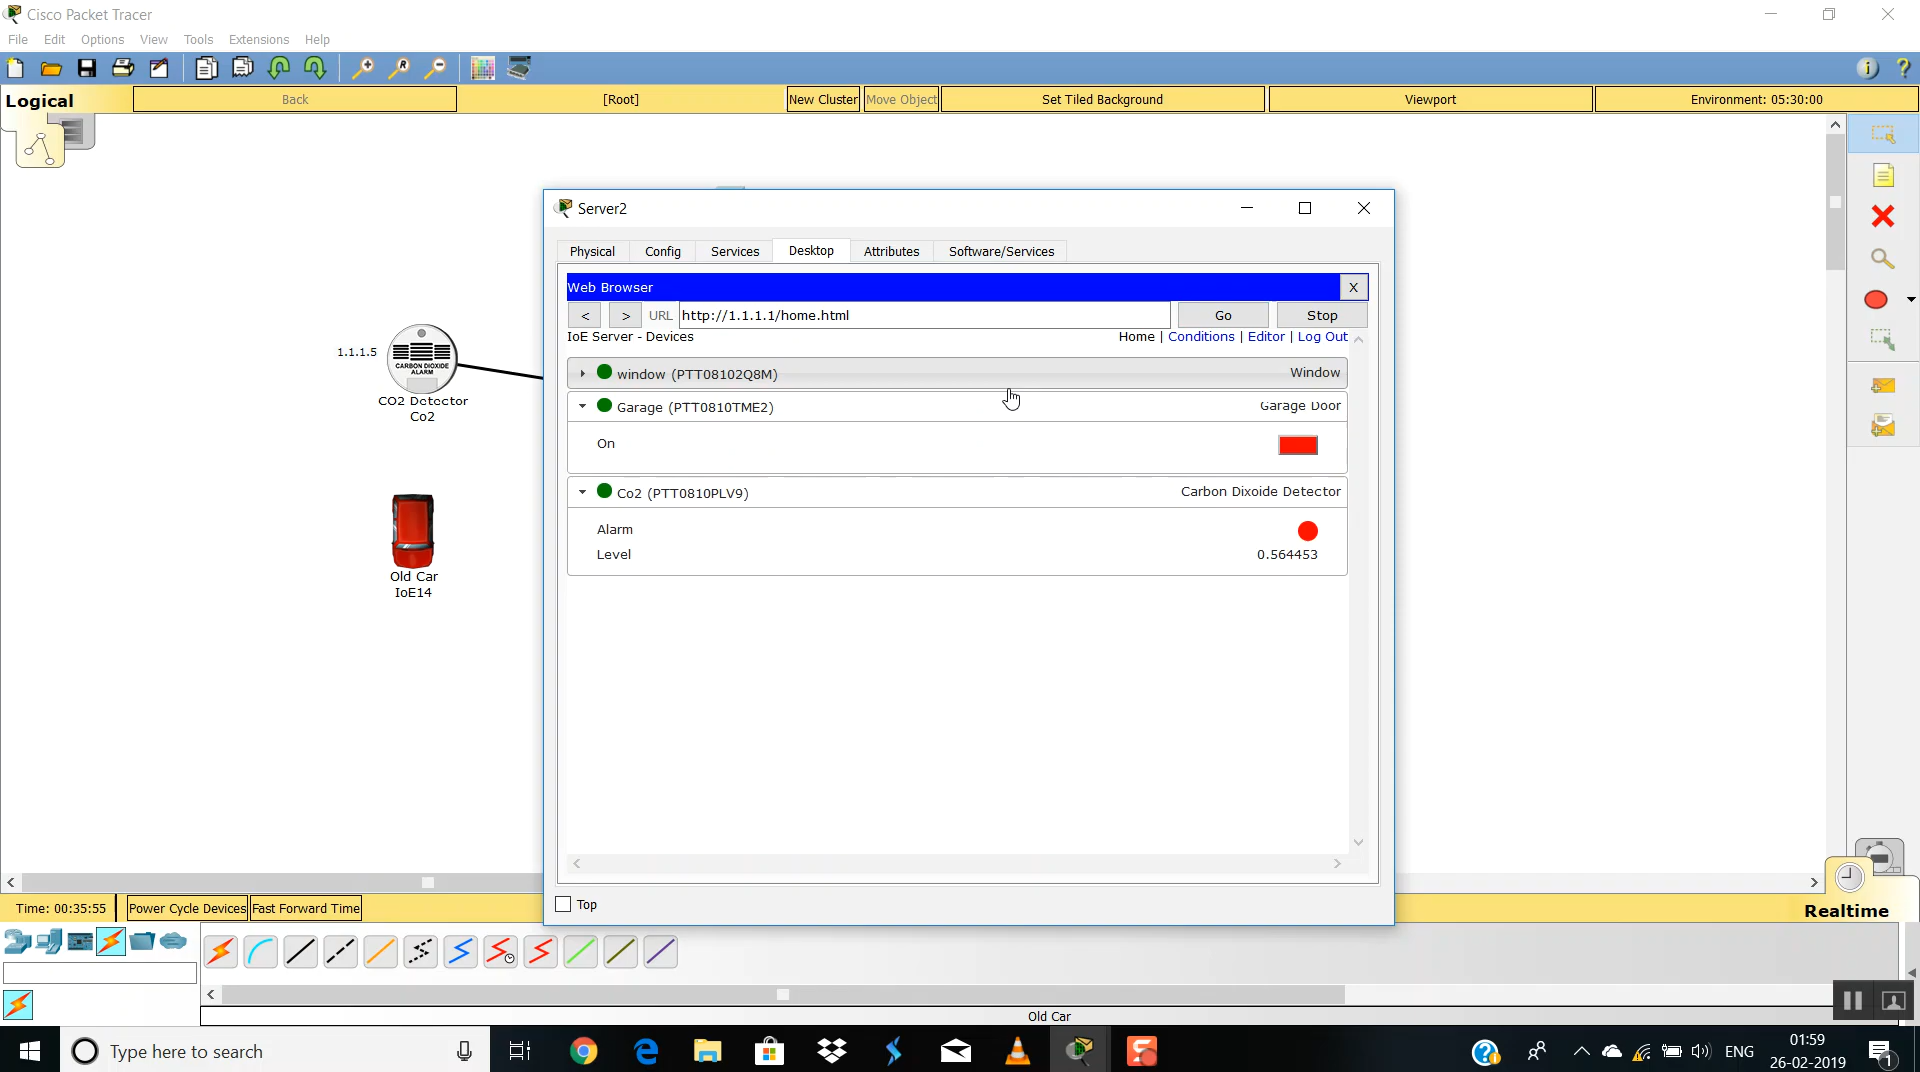 Cisco Packet Tracer
File Edit Options View Tools Extensions Help
Logical Back [Root] New Cluster Move Object Set Tiled Background Viewport Environment: 05:30:00
1.1.1.5
CARBON DIOXIDE
ALARM
CO2 Detector
Co2
Old Car
IoE14
Server2
Physical Config Services Desktop Attributes Software/Services
Web Browser X
< > URL http://1.1.1.1/home.html Go Stop
IoE Server - Devices Home | Conditions | Editor | Log Out
window (PTT08102Q8M) Window
Garage (PTT0810TME2) Garage Door
On
Co2 (PTT0810PLV9) Carbon Dixoide Detector
Alarm
Level 0.564453
Top
Time: 00:35:55 Power Cycle Devices Fast Forward Time Realtime
Old Car
Type here to search
ENG
01:59
26-02-2019
1